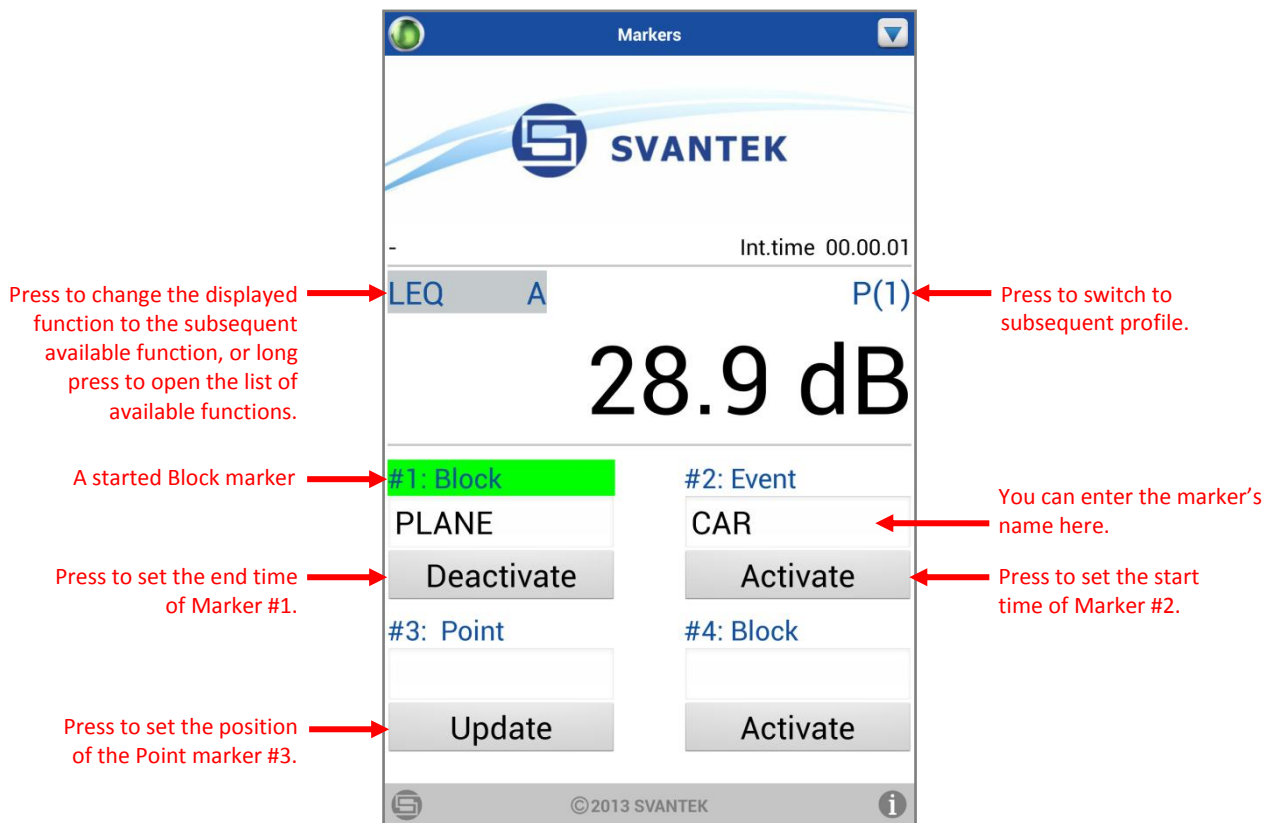 Markers
SVANTEK
-
Int.time 00.00.01
Press to change the displayed
function to the subsequent
available function, or long
press to open the list of
available functions.
LEQ A
P(1)
Press to switch to
subsequent profile.
28.9 dB
A started Block marker
#1: Block
#2: Event
PLANE
CAR
You can enter the marker's
name here.
Press to set the end time
of Marker #1.
Deactivate
Activate
Press to set the start
time of Marker #2.
#3: Point
#4: Block
Press to set the position
of the Point marker #3.
Update
Activate
©2013 SVANTEK
i